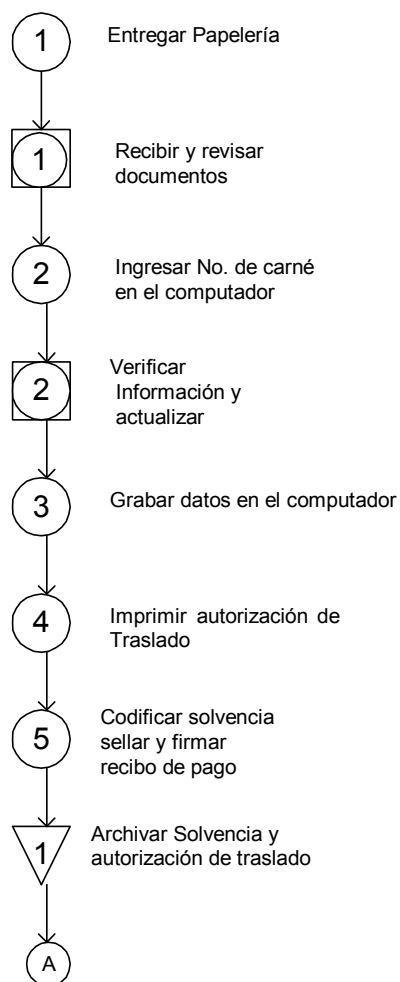 1
Entregar Papelería
1
Recibir y revisar
documentos
2
Ingresar No. de carné
en el computador
2
Verificar
Información y
actualizar
3
Grabar datos en el computador
4
Imprimir autorización de
Traslado
5
Codificar solvencia
sellar y firmar
recibo de pago
1
Archivar Solvencia y
autorización de traslado
A